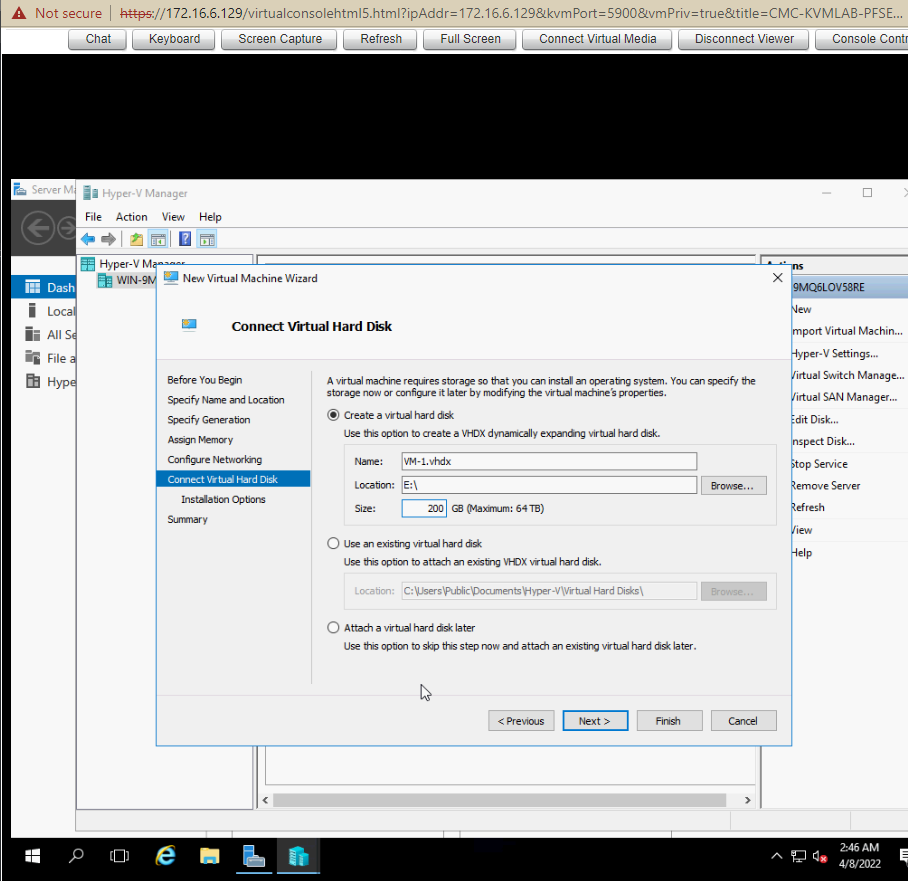 Not secure | https://172.16.6.129/virtualconsolehtml5.html?ipAddr=172.16.6.129&kvmPort=5900&vmPriv=true&title=CMC-KVMLAB-PFSE...
Chat Keyboard Screen Capture Refresh Full Screen Connect Virtual Media Disconnect Viewer Console Contr
Server Ma
Hyper-V Manager
File Action View Help
Hyper-V Manager
WIN-9M
Dash
Local
All Se
File a
Hype
New Virtual Machine Wizard
Connect Virtual Hard Disk
Before You Begin
Specify Name and Location
Specify Generation
Assign Memory
Configure Networking
Connect Virtual Hard Disk
Installation Options
Summary
A virtual machine requires storage so that you can install an operating system. You can specify the
storage now or configure it later by modifying the virtual machine's properties.
Create a virtual hard disk
Use this option to create a VHDX dynamically expanding virtual hard disk.
Name: VM-1.vhdx
Location: E:\ Browse...
Size: 200 GB (Maximum: 64 TB)
Use an existing virtual hard disk
Use this option to attach an existing VHDX virtual hard disk.
Location: C:\Users\Public\Documents\Hyper-V\Virtual Hard Disks\ Browse...
Attach a virtual hard disk later
Use this option to skip this step now and attach an existing virtual hard disk later.
< Previous Next > Finish Cancel
Actions
9MQ6LOV58RE
New
mport Virtual Machin...
Hyper-V Settings...
Virtual Switch Manage...
Virtual SAN Manager...
Edit Disk...
nspect Disk...
Stop Service
Remove Server
Refresh
View
Help
2:46 AM
4/8/2022